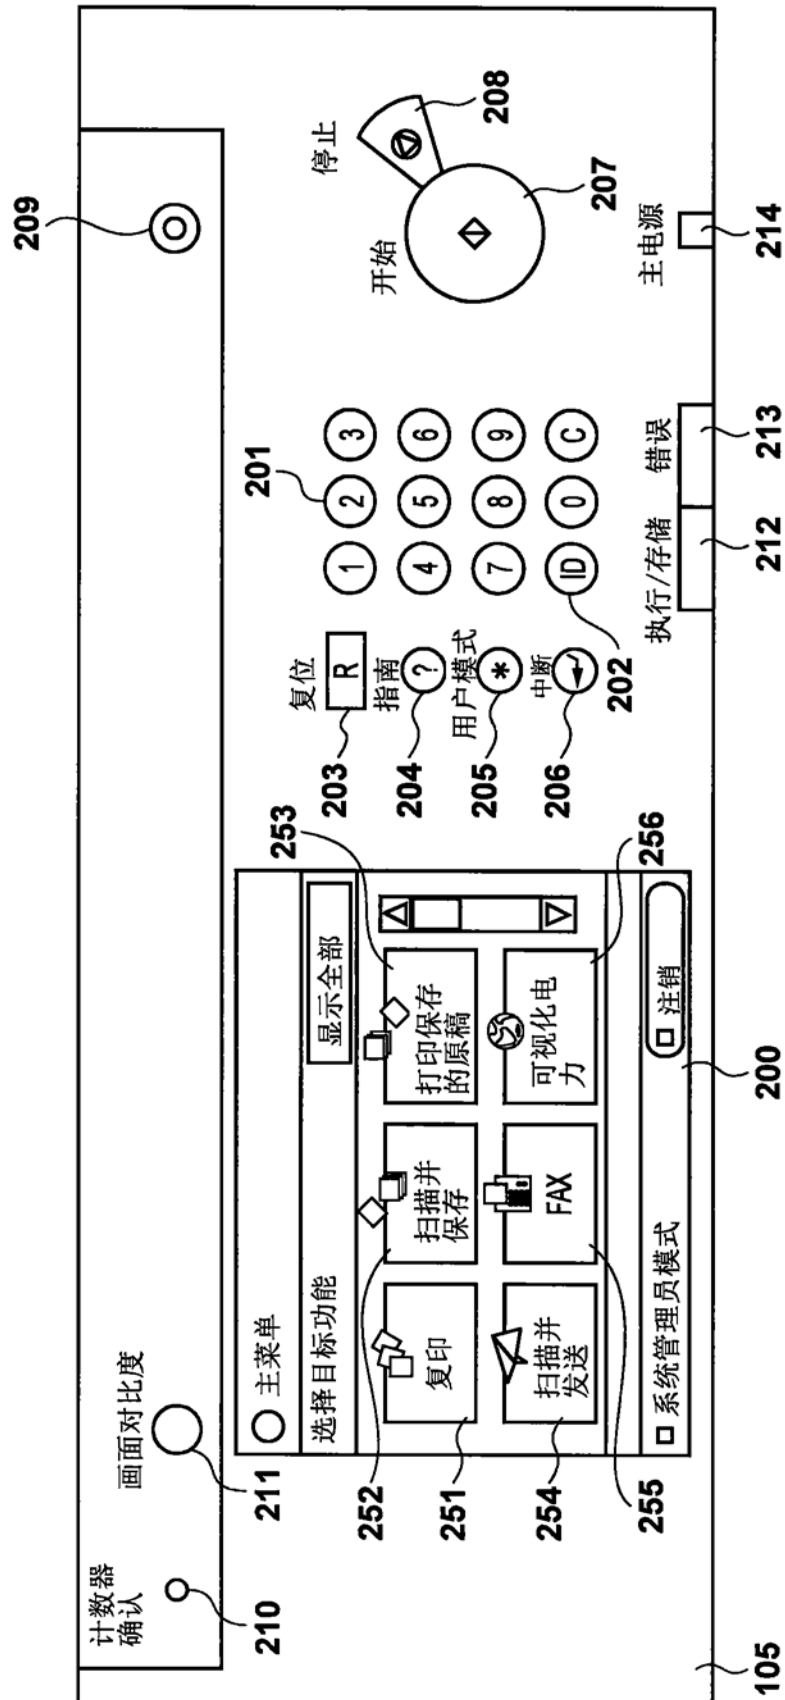 计数器
确认
210
画面对比度
211
209
主菜单
选择目标功能
显示全部
复印
扫描并
保存
打印保存
的原稿
扫描并
发送
FAX
可视化电
力
系统管理员模式
注销
252
251
254
255
253
256
200
复位
R
203
指南
?
204
用户模式
*
205
中断
206
202
201
1 2 3
4 5 6
7 8 9
ID 0 C
停止
208
开始
207
执行/存储
错误
主电源
212
213
214
105